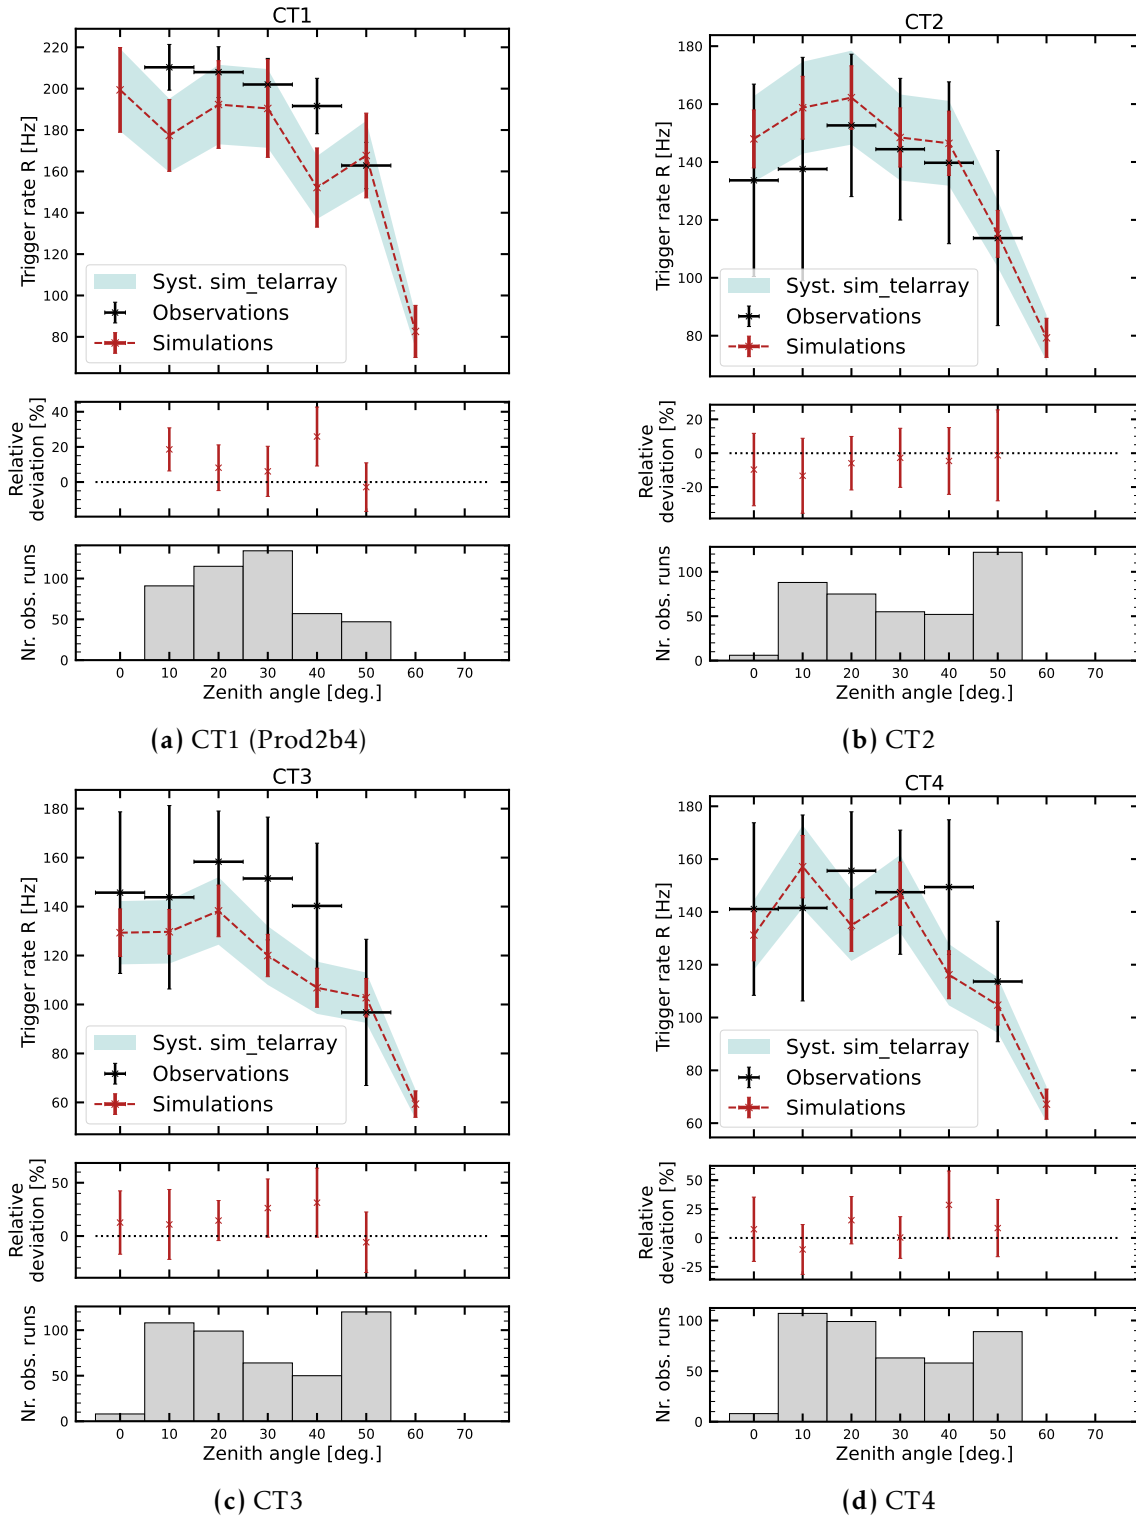 CT1
220
200
180
160
140
120
100
80
Trigger rate R [Hz]
Syst. sim_telarray
Observations
Simulations
40
20
0
Relative
deviation [%]
100
50
0
Nr. obs. runs
0 10 20 30 40 50 60 70
Zenith angle [deg.]
(a) CT1 (Prod2b4)
CT2
180
160
140
120
100
80
Trigger rate R [Hz]
Syst. sim_telarray
Observations
Simulations
20
0
-20
Relative
deviation [%]
100
50
0
Nr. obs. runs
0 10 20 30 40 50 60 70
Zenith angle [deg.]
(b) CT2
CT3
180
160
140
120
100
80
60
Trigger rate R [Hz]
Syst. sim_telarray
Observations
Simulations
50
0
Relative
deviation [%]
100
50
0
Nr. obs. runs
0 10 20 30 40 50 60 70
Zenith angle [deg.]
(c) CT3
CT4
180
160
140
120
100
80
60
Trigger rate R [Hz]
Syst. sim_telarray
Observations
Simulations
50
25
0
-25
Relative
deviation [%]
100
50
0
Nr. obs. runs
0 10 20 30 40 50 60 70
Zenith angle [deg.]
(d) CT4